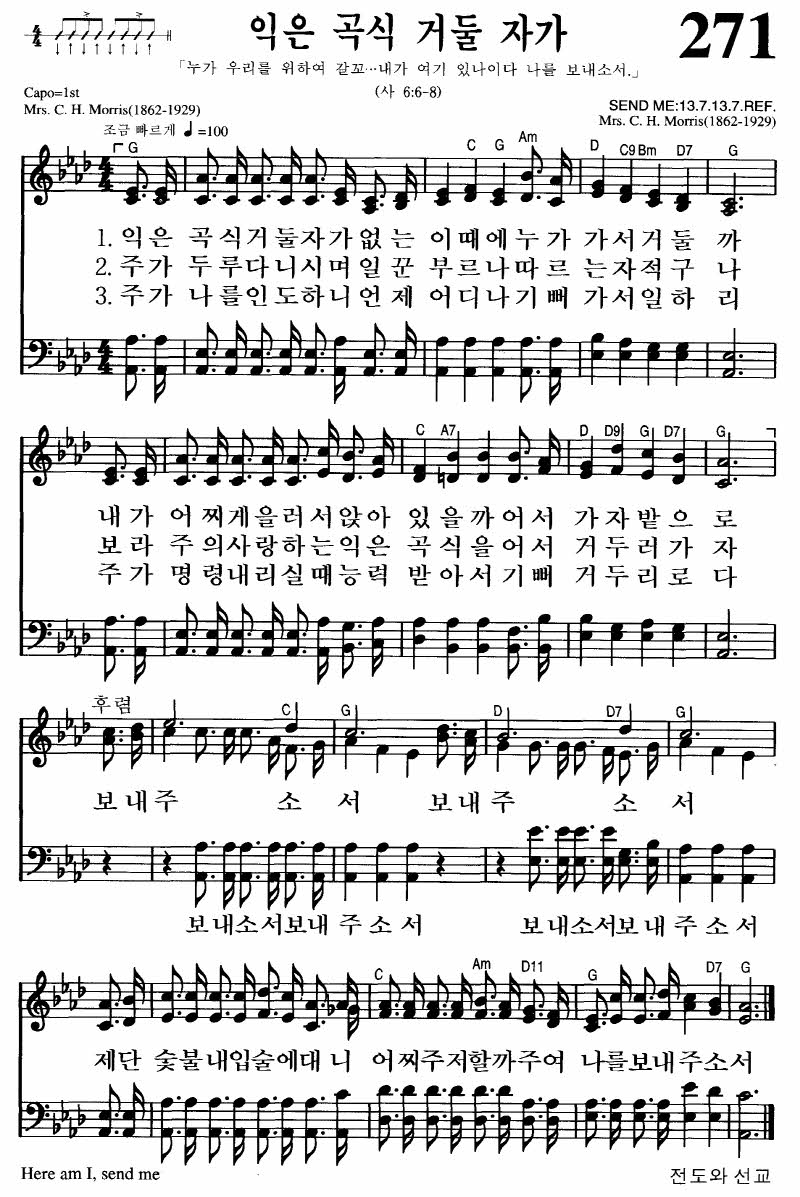 익은 곡식 거둘 자가
271
「누가 우리를 위하여 갈꼬…내가 여기 있나이다 나를 보내소서.」
(사 6:6-8)
Capo=1st
Mrs. C. H. Morris(1862-1929)
SEND ME:13.7.13.7.REF.
Mrs. C. H. Morris(1862-1929)
조금 빠르게 ♩=100
G C G Am D C9 Bm D7 G
1. 익은 곡식거둘자가없는 이때에누가 가서거둘까
2. 주가 두루다니시며일꾼 부르나따르는자적구나
3. 주가 나를인도하니언제 어디나기뻐 가서일하리
C A7 D D9 G D7 G
내가 어찌게을러서앉아 있을까어서 가자밭으로
보라 주의사랑하는익은 곡식을어서 거두러가자
주가 명령내리실때능력 받아서기뻐 거두리로다
후렴
C G D D7 G
보내주 소 서 보내주 소 서
보내소서보내주소서 보내소서보내주소서
C Am D11 G D7 G
제단 숯불내입술에대니 어찌주저할까주여 나를보내주소서
Here am I, send me
전도와 선교